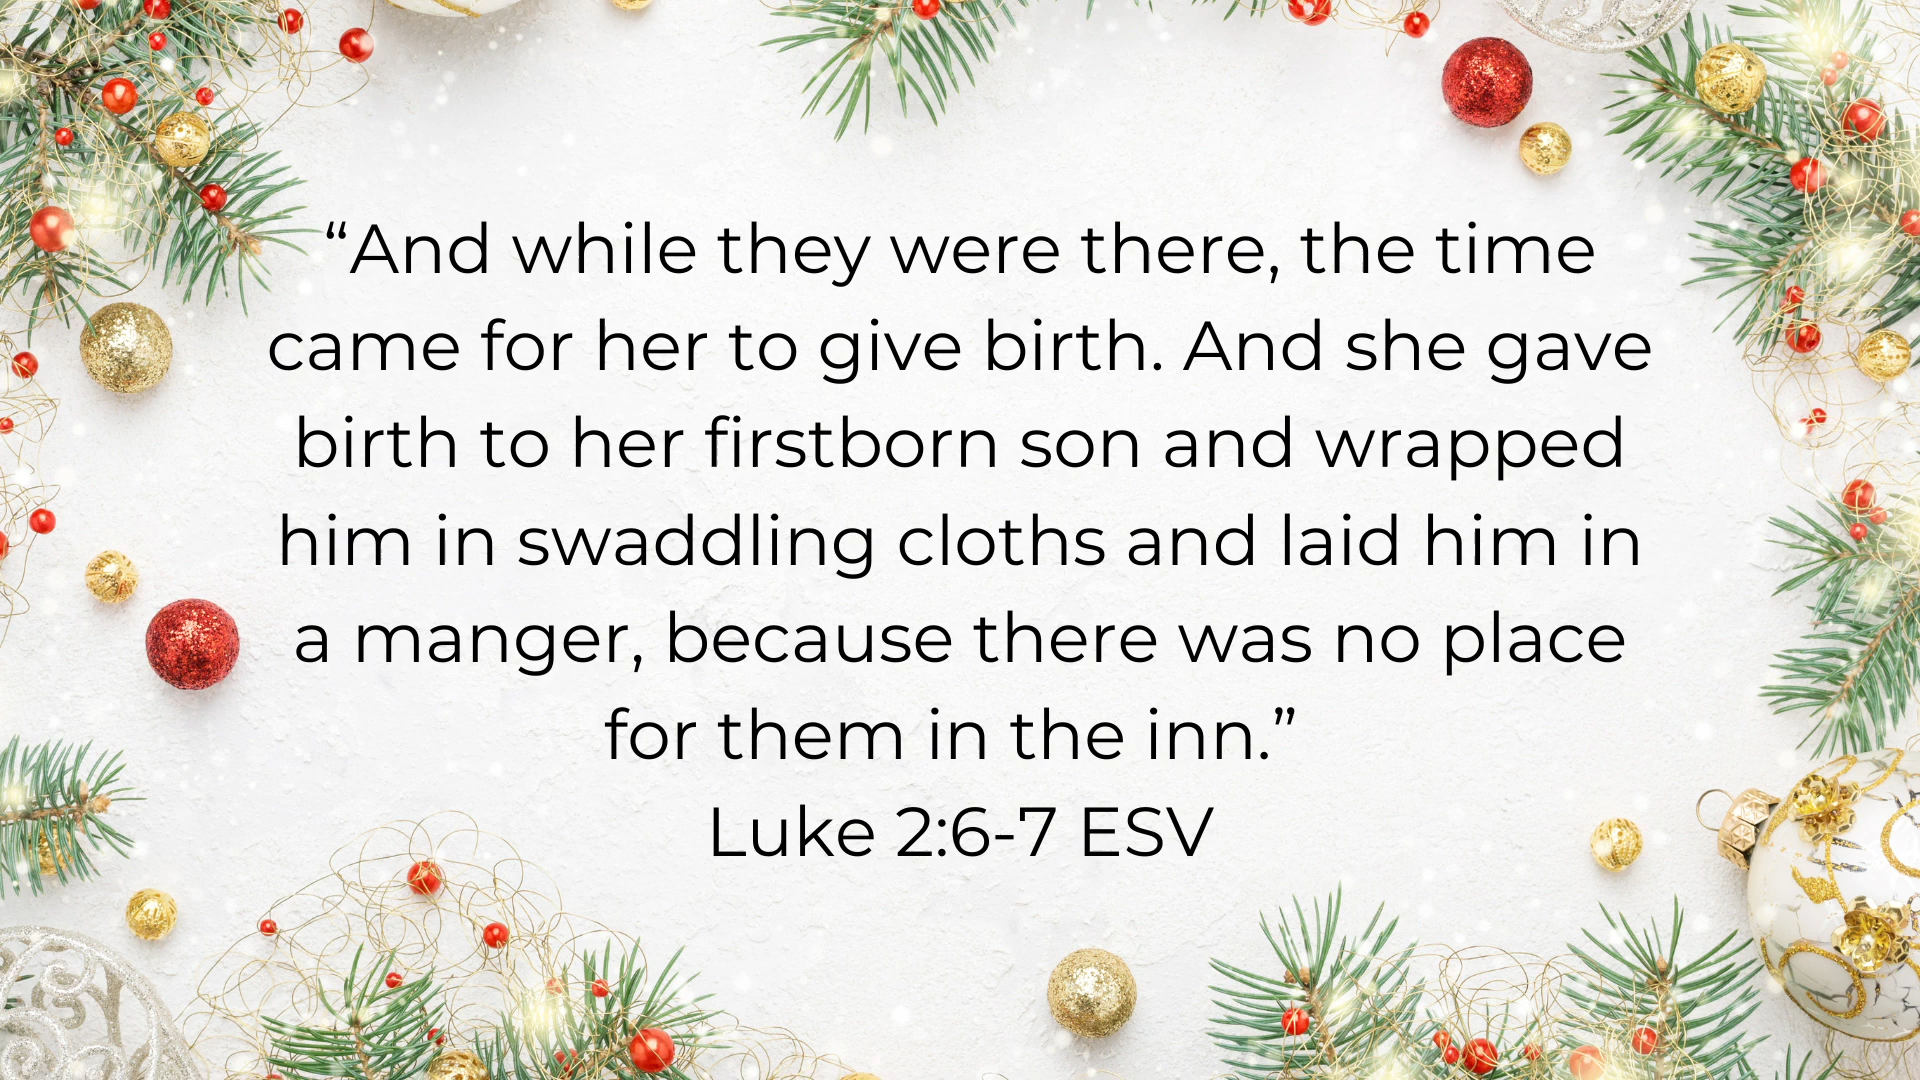 “And while they were there, the time
came for her to give birth. And she gave
birth to her firstborn son and wrapped
him in swaddling cloths and laid him in
a manger, because there was no place
for them in the inn.”
Luke 2:6-7 ESV